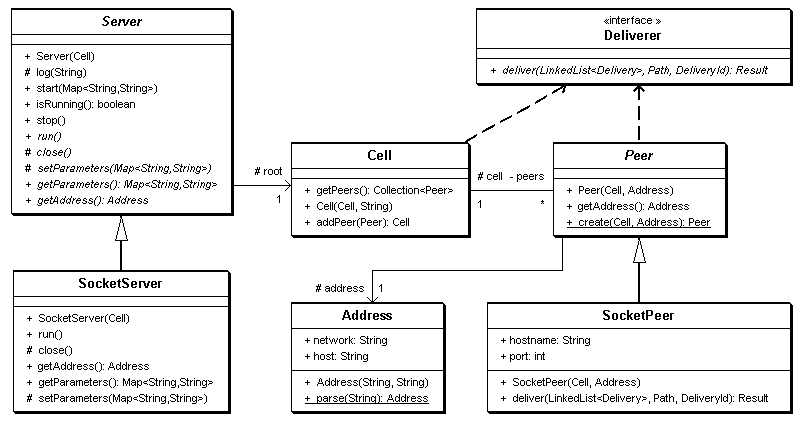 Server
+ Server(Cell)
# log(String)
+ start(Map<String,String>)
+ isRunning(): boolean
+ stop()
+ run()
# close()
# setParameters(Map<String,String>)
+ getParameters(): Map<String,String>
+ getAddress(): Address
«interface »
Deliverer
+ deliver(LinkedList<Delivery>, Path, DeliveryId): Result
# root
1
Cell
+ getPeers(): Collection<Peer>
+ Cell(Cell, String)
+ addPeer(Peer): Cell
# cell - peers
1 *
Peer
+ Peer(Cell, Address)
+ getAddress(): Address
+ create(Cell, Address): Peer
# address 1
SocketServer
+ SocketServer(Cell)
+ run()
# close()
+ getAddress(): Address
+ getParameters(): Map<String,String>
# setParameters(Map<String,String>)
Address
+ network: String
+ host: String
+ Address(String, String)
+ parse(String): Address
SocketPeer
+ hostname: String
+ port: int
+ SocketPeer(Cell, Address)
+ deliver(LinkedList<Delivery>, Path, DeliveryId): Result